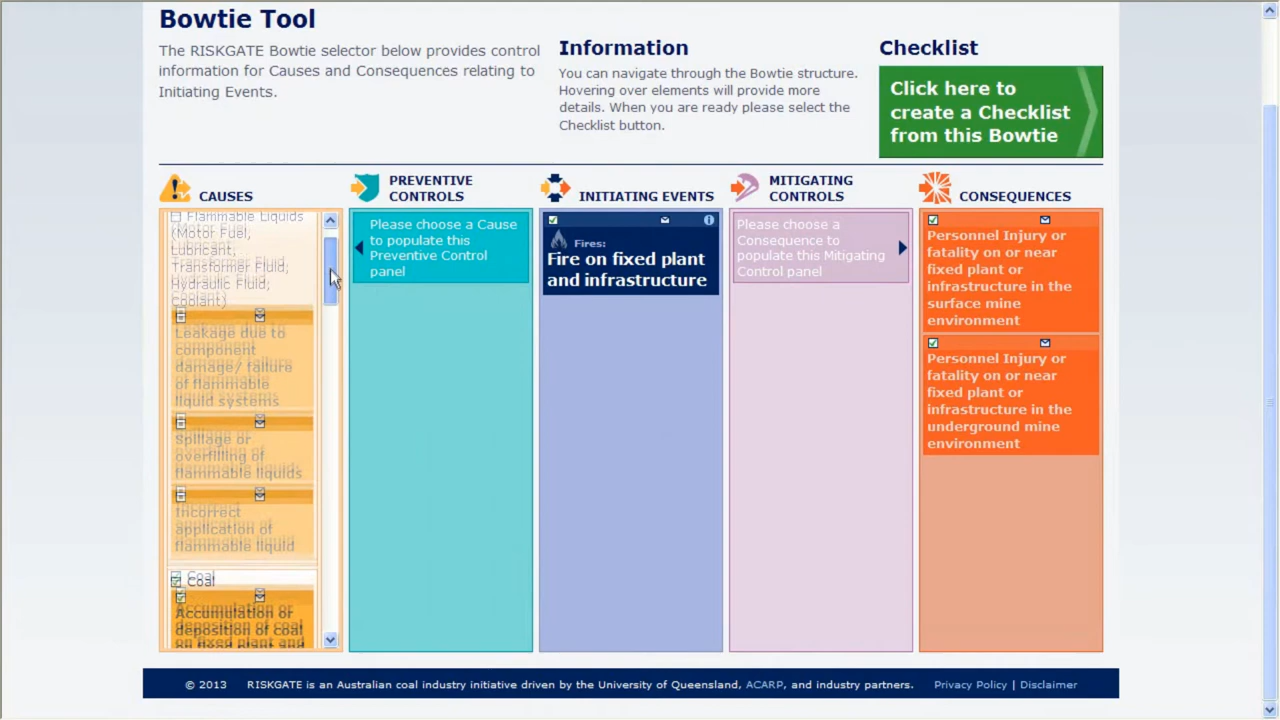 Bowtie Tool
The RISKGATE Bowtie selector below provides control
information for Causes and Consequences relating to
Initiating Events.
Information
You can navigate through the Bowtie structure.
Hovering over elements will provide more
details. When you are ready please select the
Checklist button.
Checklist
Click here to
create a Checklist
from this Bowtie
CAUSES
PREVENTIVE
CONTROLS
INITIATING EVENTS
MITIGATING
CONTROLS
CONSEQUENCES
Flammable Liquids
(Motor Fuel,
Lubricant,
Transformer Fluid,
Hydraulic Fluid,
Coolant)
Leakage due to
component
damage/ failure
of flammable
liquid systems
Spillage or
overfilling of
flammable liquids
Incorrect
application of
flammable liquid
Coal
Accumulation or
deposition of coal
on fixed plant and
Please choose a Cause
to populate this
Preventive Control
panel
Fires:
Fire on fixed plant
and infrastructure
Please choose a
Consequence to
populate this Mitigating
Control panel
Personnel Injury or
fatality on or near
fixed plant or
infrastructure in the
surface mine
environment
Personnel Injury or
fatality on or near
fixed plant or
infrastructure in the
underground mine
environment
© 2013 RISKGATE is an Australian coal industry initiative driven by the University of Queensland, ACARP, and industry partners. Privacy Policy | Disclaimer